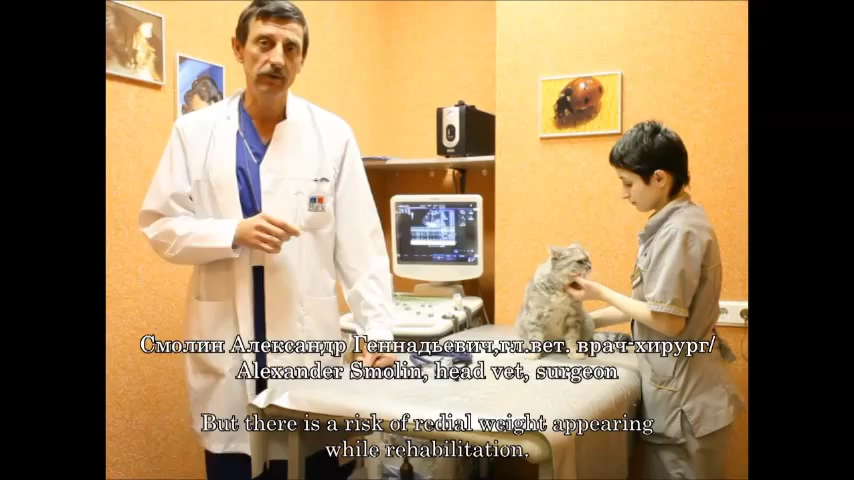 Смолин Александр Геннадьевич,гл.вет. врач-хирург/
Alexander Smolin, head vet, surgeon
But there is a risk of redial weight appearing
while rehabilitation.